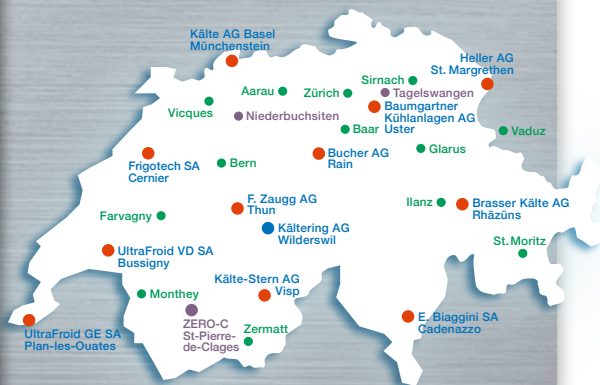 Kälte AG Basel
Münchenstein
Heller AG
St. Margrethen
Sirnach
Aarau
Zürich
Tagelswangen
Vicques
Niederbuchsiten
Baumgartner
Kühlanlagen AG
Uster
Baar
Vaduz
Glarus
Bucher AG
Rain
Bern
Frigotech SA
Cernier
F. Zaugg AG
Thun
Ilanz
Brasser Kälte AG
Rhäzüns
Farvagny
Kältering AG
Wilderswil
St. Moritz
UltraFroid VD SA
Bussigny
Kälte-Stern AG
Visp
Monthey
E. Biaggini SA
Cadenazzo
ZERO-C
St-Pierre-
de-Clages
Zermatt
UltraFroid GE SA
Plan-les-Ouates